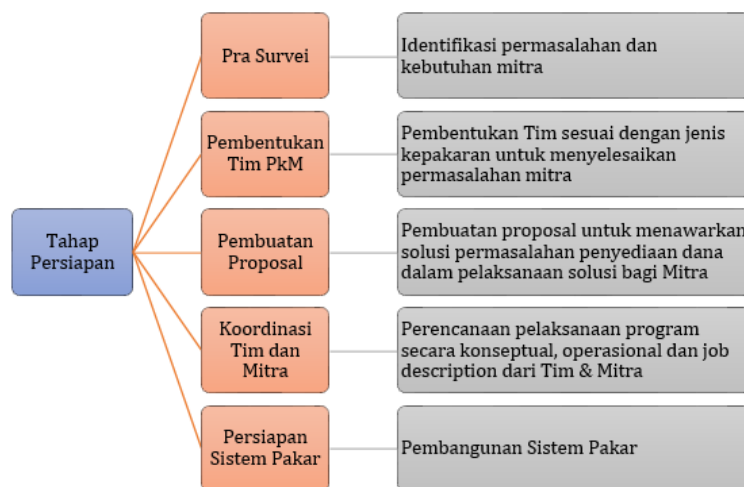 Tahap
Persiapan
Pra Survei
Identifikasi permasalahan dan
kebutuhan mitra
Pembentukan
Tim PkM
Pembentukan Tim sesuai dengan jenis
kepakaran untuk menyelesaikan
permasalahan mitra
Pembuatan
Proposal
Pembuatan proposal untuk menawarkan
solusi permasalahan penyediaan dana
dalam pelaksanaan solusi bagi Mitra
Koordinasi
Tim dan
Mitra
Perencanaan pelaksanaan program
secara konseptual, operasional dan job
description dari Tim & Mitra
Persiapan
Sistem Pakar
Pembangunan Sistem Pakar